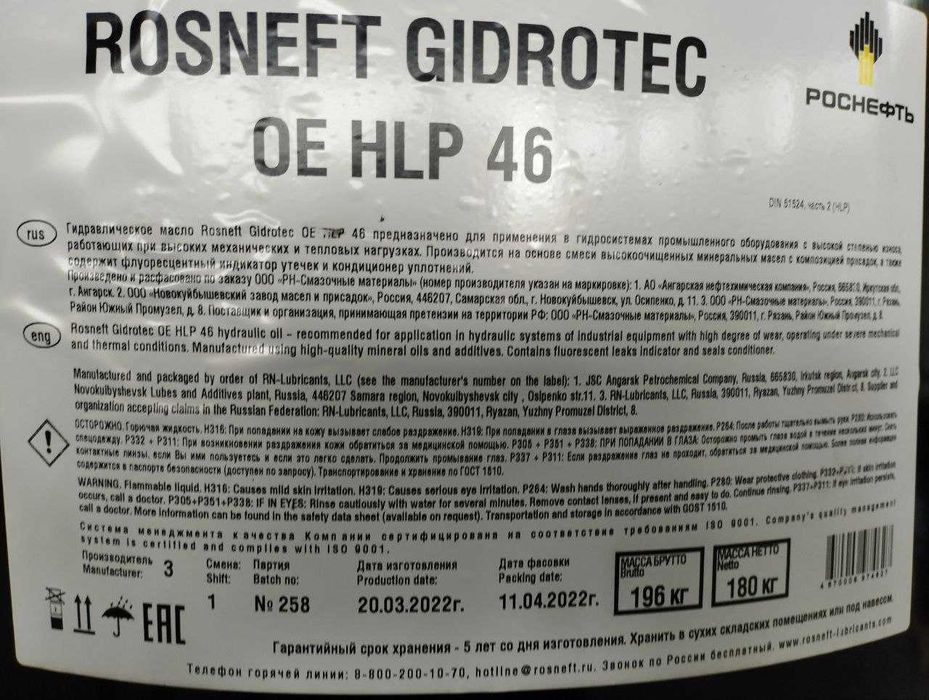 ROSNEFT GIDROTEC
РОСНЕФТЬ
OE HLP 46
DIN 51524, часть 2 (HLP)
rus
Гидравлическое масло Rosneft Gidrotec OE HLP 46 предназначено для применения в гидросистемах промышленного оборудования с высокой степенью износа,
работающих при высоких механических и тепловых нагрузках. Производится на основе смеси высокоочищенных минеральных масел с композицией присадок, а также
содержит флуоресцентный индикатор утечек и кондиционер уплотнений.
Произведено и расфасовано по заказу ООО «РН-Смазочные материалы» (номер производителя указан на маркировке): 1. АО «Ангарская нефтехимическая компания», Россия, 665830, Иркутская обл.,
г. Ангарск. 2. ООО «Новокуйбышевский завод масел и присадок», Россия, 446207, Самарская обл., г. Новокуйбышевск, ул. Осипенко, д. 11. 3. ООО «РН-Смазочные материалы», Россия, 390011, г. Рязань,
Район Южный Промузел, д. 8. Поставщик и организация, принимающая претензии на территории РФ: ООО «РН-Смазочные материалы», Россия, 390011, г. Рязань, Район Южный Промузел, д. 8.
eng
Rosneft Gidrotec OE HLP 46 hydraulic oil – recommended for application in hydraulic systems of industrial equipment with high degree of wear, operating under severe mechanical
and thermal conditions. Manufactured using high-quality mineral oils and additives. Contains fluorescent leaks indicator and seals conditioner.
Manufactured and packaged by order of RN-Lubricants, LLC (see the manufacturer's number on the label): 1. JSC Angarsk Petrochemical Company, Russia, 665830, Irkutsk region, Angarsk city. 2. LLC
Novokuibyshevsk Lubes and Additives plant, Russia, 446207 Samara region, Novokuibyshevsk city , Osipenko str.11. 3. RN-Lubricants, LLC, Russia, 390011, Ryazan, Yuzhny Promuzel District, 8. Supplier and
organization accepting claims in the Russian Federation: RN-Lubricants, LLC, Russia, 390011, Ryazan, Yuzhny Promuzel District, 8.
ОСТОРОЖНО. Горючая жидкость. H316: При попадании на кожу вызывает слабое раздражение. H319: При попадании в глаза вызывает выраженное раздражение. P264: После работы тщательно вымыть руки. P280: Использовать
спецодежду. P332 + P311: При возникновении раздражения кожи обратиться за медицинской помощью. P305 + P351 + P338: ПРИ ПОПАДАНИИ В ГЛАЗА: Осторожно промыть глаза водой в течение нескольких минут. Снять
контактные линзы, если Вы ими пользуетесь и если это легко сделать. Продолжить промывание глаз. P337 + P311: Если раздражение глаз не проходит, обратиться за медицинской помощью. Более полная информация
содержится в паспорте безопасности (доступен по запросу). Транспортирование и хранение по ГОСТ 1510.
WARNING. Flammable liquid. H316: Causes mild skin irritation. H319: Causes serious eye irritation. P264: Wash hands thoroughly after handling. P280: Wear protective clothing. P332+P311: If skin irritation
occurs, call a doctor. P305+P351+P338: IF IN EYES: Rinse cautiously with water for several minutes. Remove contact lenses, if present and easy to do. Continue rinsing. P337+P311: If eye irritation persists,
call a doctor. More information can be found in the safety data sheet (available on request). Transportation and storage in accordance with GOST 1510.
Система менеджмента качества Компании сертифицирована на соответствие требованиям ISO 9001. Company's quality management
system is certified and complies with ISO 9001.
Производитель Manufacturer: 3
Смена: Shift: 1
Партия Batch no: № 258
Дата изготовления Production date: 20.03.2022г.
Дата фасовки Packing date: 11.04.2022г.
МАССА БРУТТО Brutto 196 кг
МАССА НЕТТО Netto 180 кг
EAC
Гарантийный срок хранения - 5 лет со дня изготовления. Хранить в сухих складских помещениях или под навесом.
Телефон горячей линии: 8-800-200-10-70, hotline@rosneft.ru. Звонок по России бесплатный. www.rosneft-lubricants.com